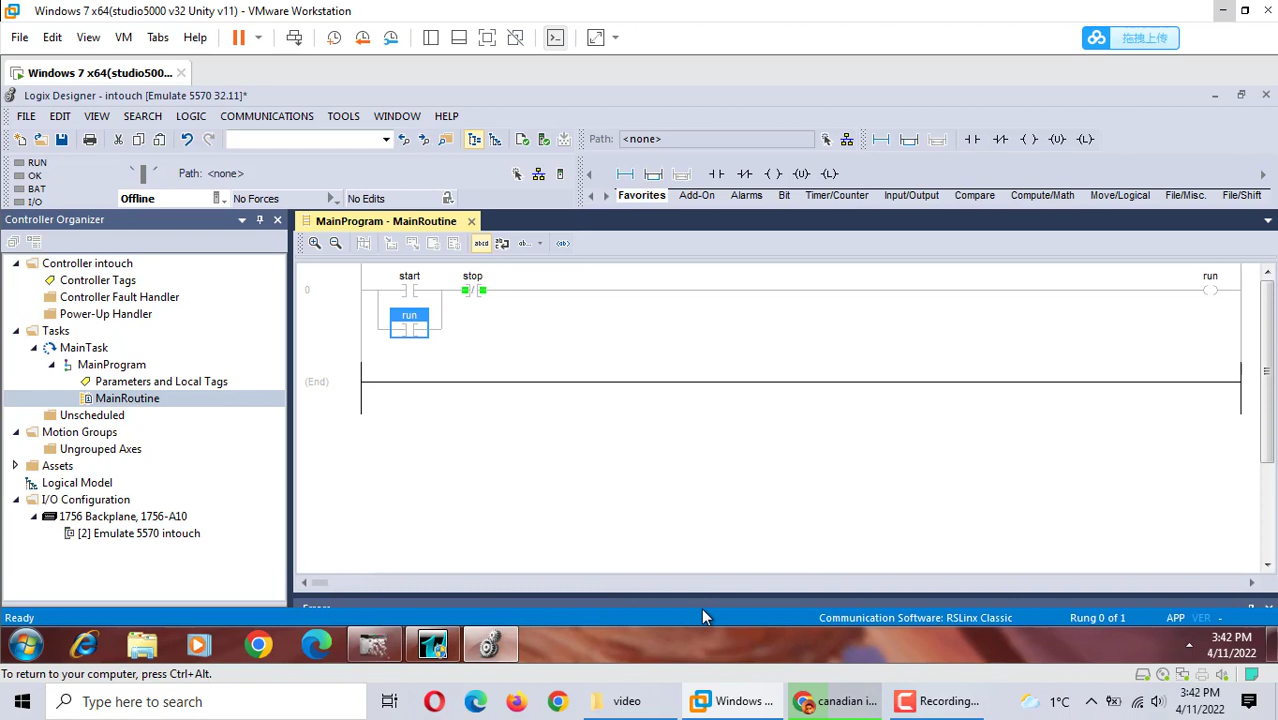 Windows 7 x64(studio5000 v32 Unity v11) - VMware Workstation
File Edit View VM Tabs Help
拖拽上传
Windows 7 x64(studio500...
Logix Designer - intouch [Emulate 5570 32.11]*
FILE EDIT VIEW SEARCH LOGIC COMMUNICATIONS TOOLS WINDOW HELP
Path: <none>
RUN
OK
BAT
I/O
Path: <none>
Offline No Forces No Edits
Favorites Add-On Alarms Bit Timer/Counter Input/Output Compare Compute/Math Move/Logical File/Misc. File/Shift
Controller Organizer
MainProgram - MainRoutine
Controller intouch
Controller Tags
Controller Fault Handler
Power-Up Handler
Tasks
MainTask
MainProgram
Parameters and Local Tags
MainRoutine
Unscheduled
Motion Groups
Ungrouped Axes
Assets
Logical Model
I/O Configuration
1756 Backplane, 1756-A10
[2] Emulate 5570 intouch
start stop run
0
run
(End)
Errors
Ready
Communication Software: RSLinx Classic
Rung 0 of 1
APP VER
3:42 PM
4/11/2022
To return to your computer, press Ctrl+Alt.
Type here to search
video
Windows ...
canadian i...
Recording...
1°C
3:42 PM
4/11/2022